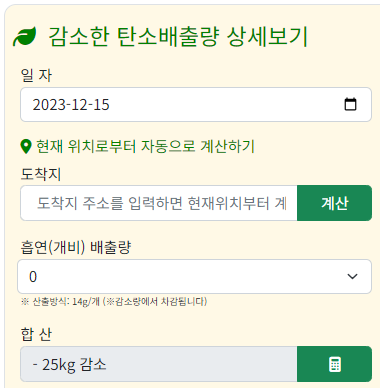 감소한 탄소배출량 상세보기
일 자
2023-12-15
현재 위치로부터 자동으로 계산하기
도착지
도착지 주소를 입력하면 현재위치부터 계
계산
흡연(개비) 배출량
0
※ 산출방식: 14g/개 (※감소량에서 차감됩니다)
합 산
- 25kg 감소